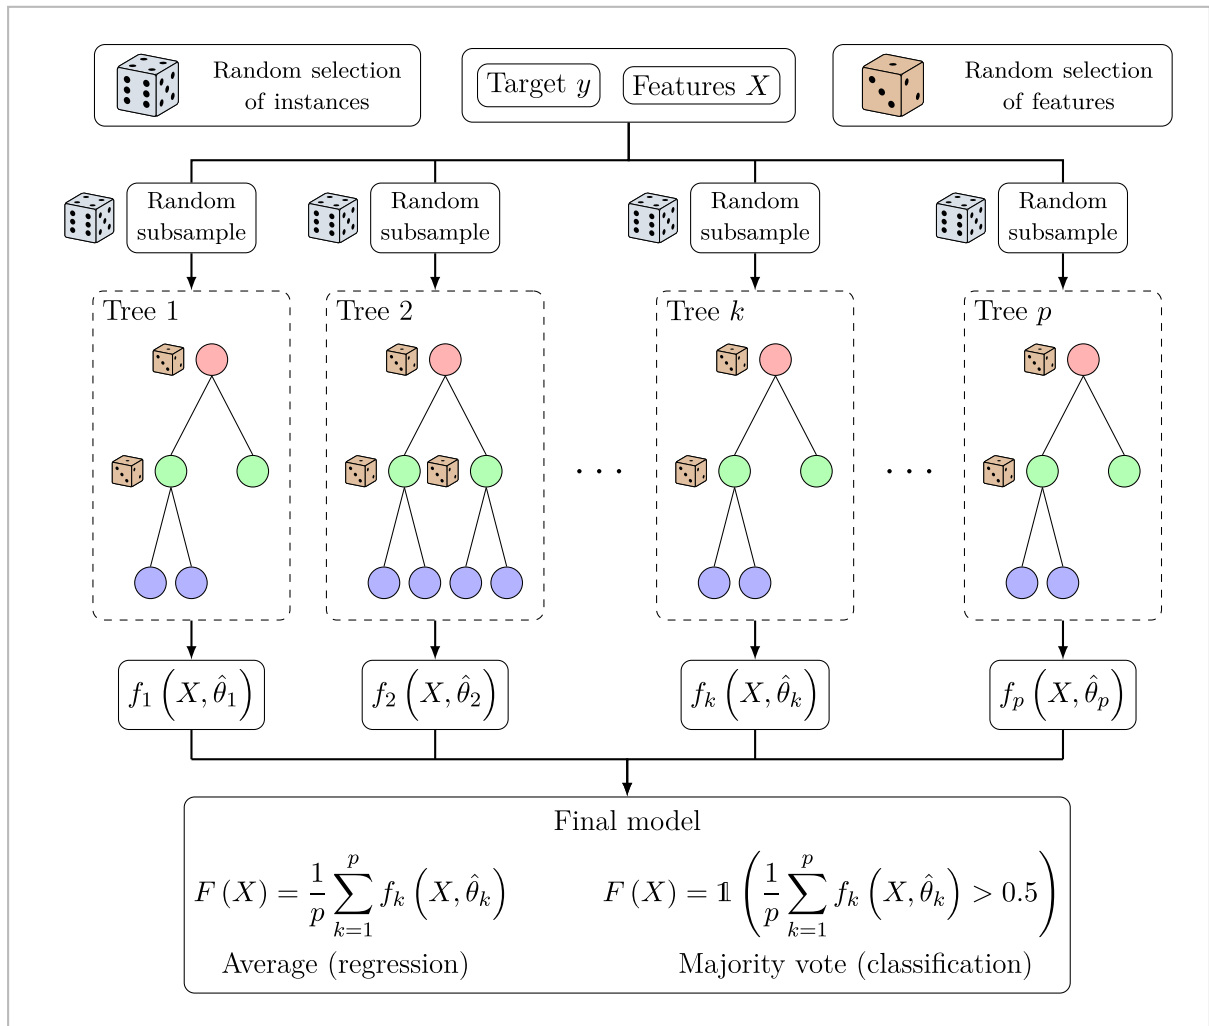 Random selection
of instances
Target y
Features X
Random selection
of features
Random
subsample
Random
subsample
Random
subsample
Random
subsample
Tree 1
Tree 2
Tree k
Tree p
· · ·
· · ·
f₁ (X, θ̂₁)
f₂ (X, θ̂₂)
fₖ (X, θ̂ₖ)
fₚ (X, θ̂ₚ)
Final model
F (X) = 1/p ∑ₖ₌₁ᵖ fₖ (X, θ̂ₖ)
F (X) = 𝟙 (1/p ∑ₖ₌₁ᵖ fₖ (X, θ̂ₖ) > 0.5)
Average (regression)
Majority vote (classification)